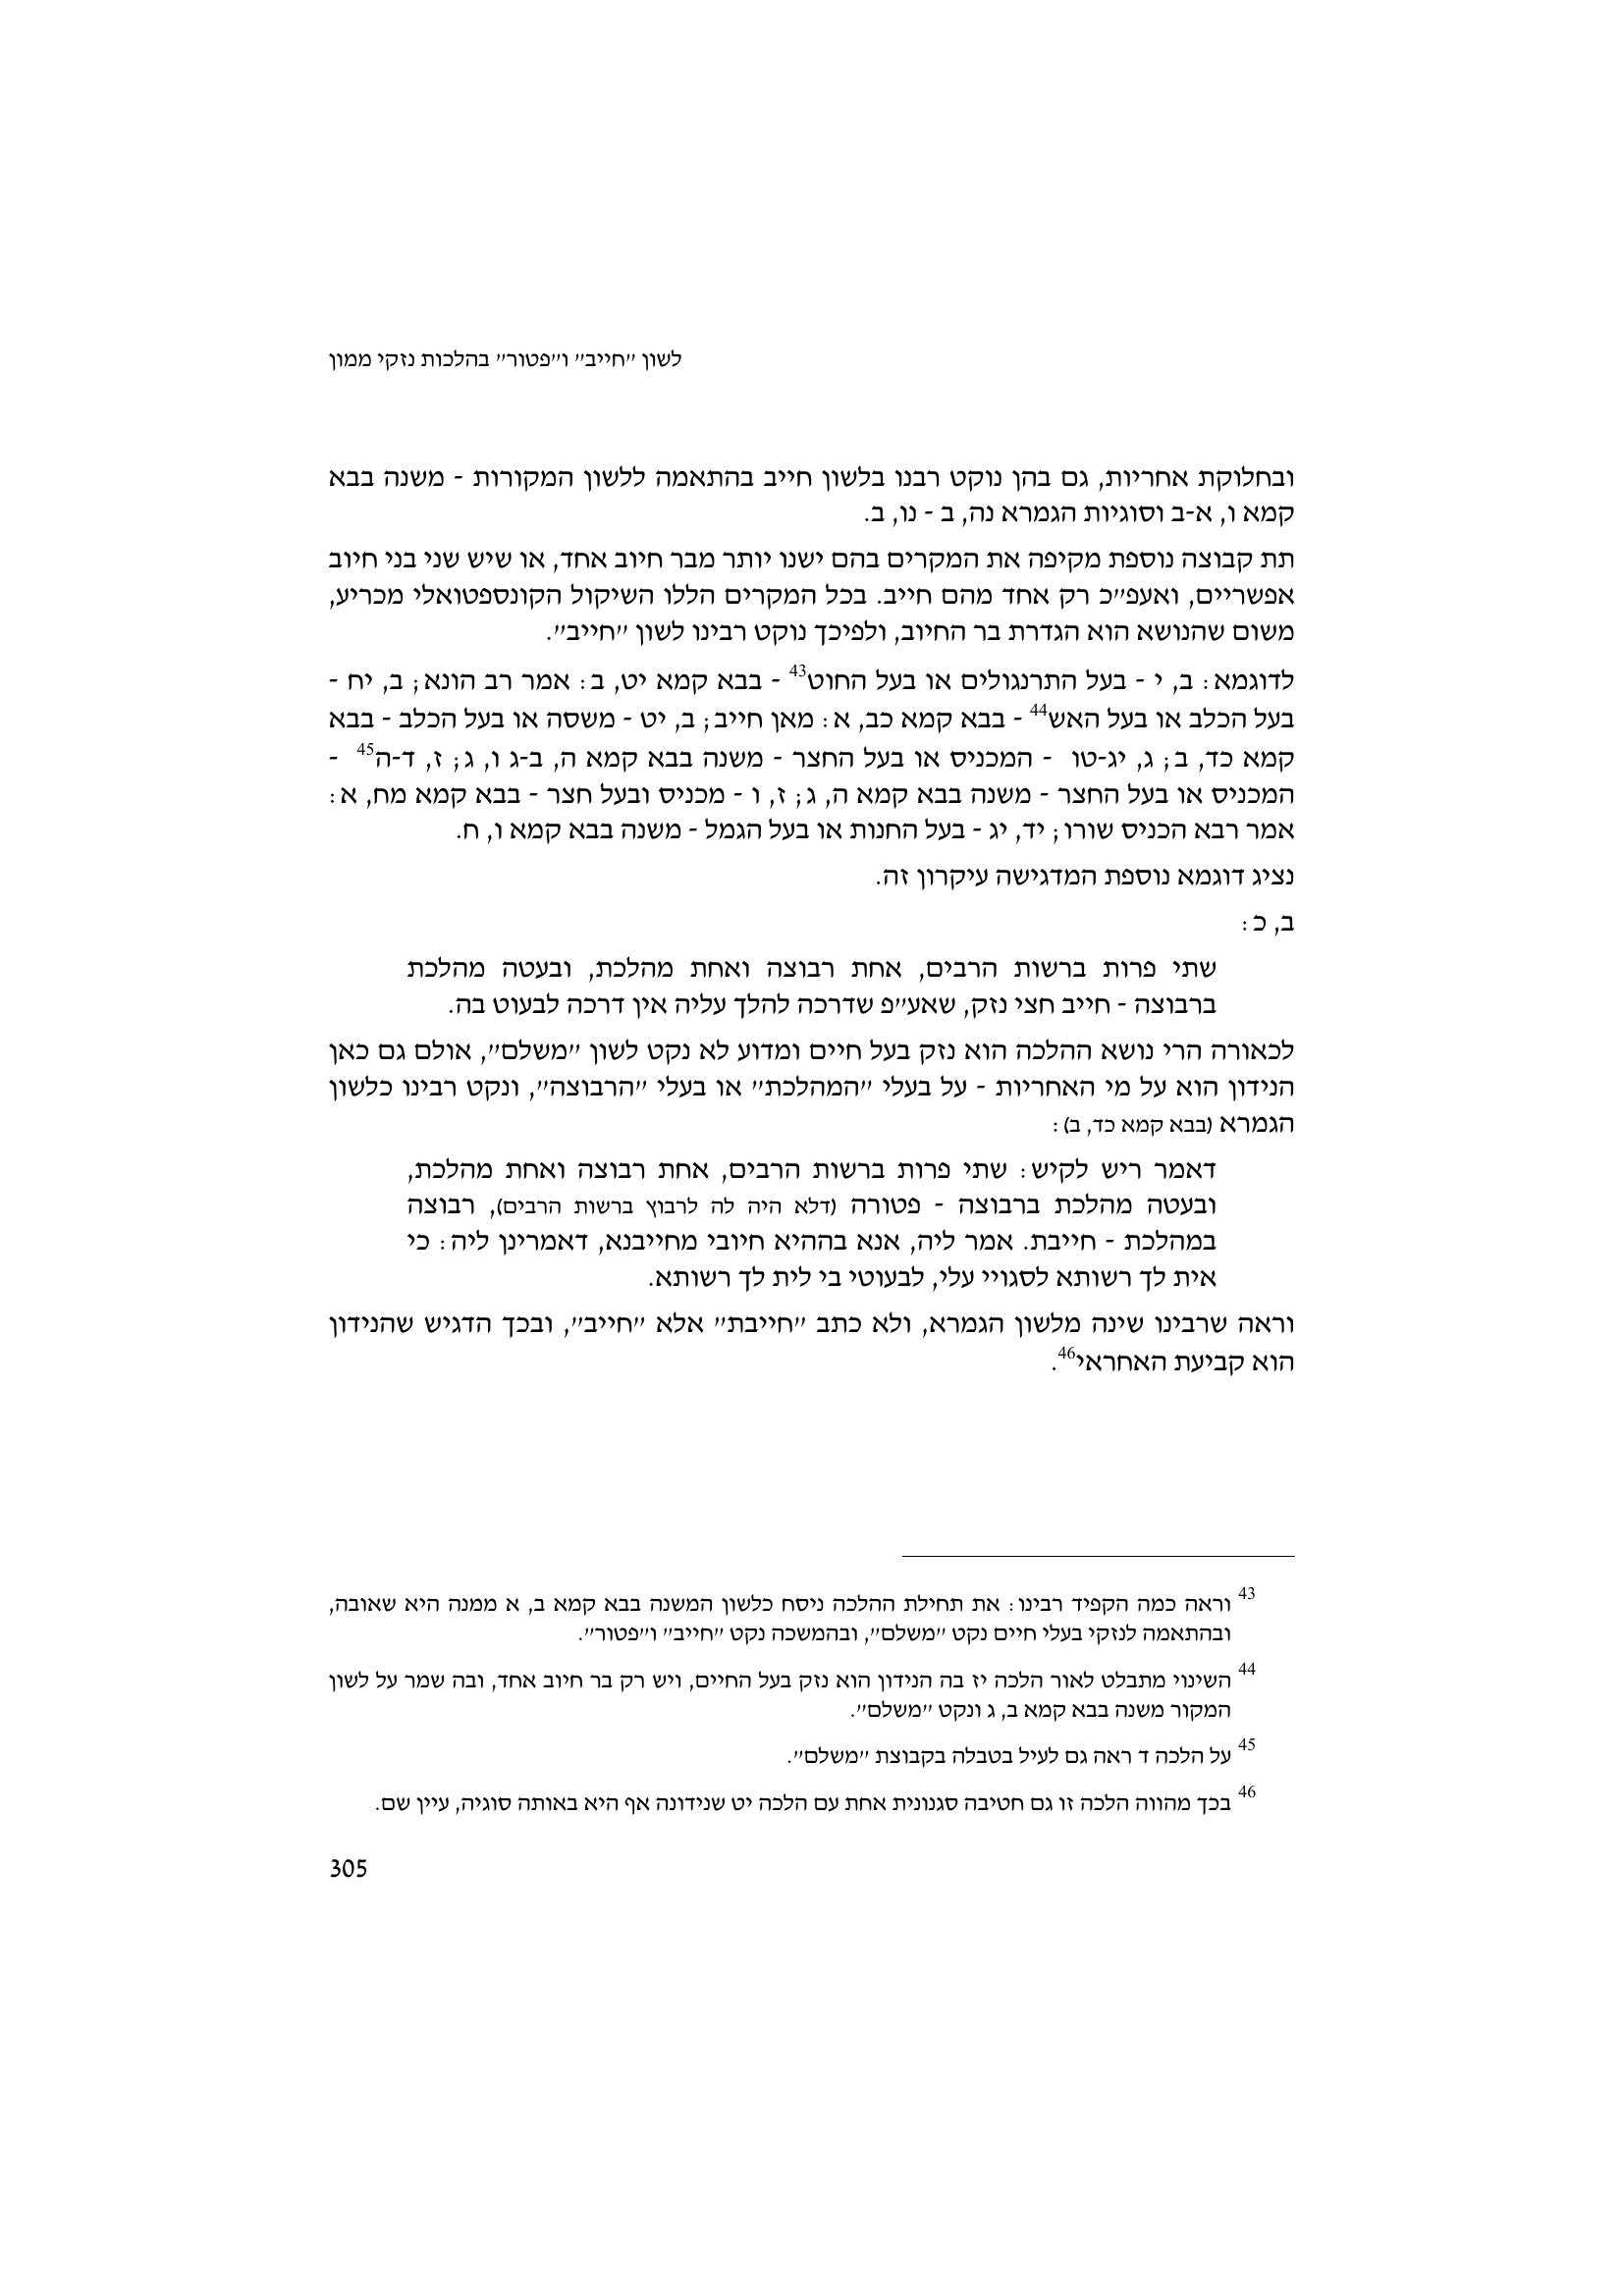 לשון "חייב" ו"פטור" בהלכות נזקי ממון
ובחלוקת אחריות, גם בהן נוקט רבנו בלשון חייב בהתאמה ללשון המקורות - משנה בבא
קמא ו, א-ב וסוגיות הגמרא נה, ב - נו, ב.
תת קבוצה נוספת מקיפה את המקרים בהם ישנו יותר מבר חיוב אחד, או שיש שני בני חיוב
אפשריים, ואעפ"כ רק אחד מהם חייב. בכל המקרים הללו השיקול הקונספטואלי מכריע,
משום שהנושא הוא הגדרת בר החיוב, ולפיכך נוקט רבינו לשון "חייב".
לדוגמא: ב, י - בעל התרנגולים או בעל החוט43 - בבא קמא יט, ב: אמר רב הונא; ב, יח -
בעל הכלב או בעל האש44 - בבא קמא כב, א: מאן חייב; ב, יט - משסה או בעל הכלב - בבא
קמא כד, ב; ג, יג-טו - המכניס או בעל החצר - משנה בבא קמא ה, ב-ג ו, ג; ז, ד-ה45 -
המכניס או בעל החצר - משנה בבא קמא ה, ג; ז, ו - מכניס ובעל חצר - בבא קמא מח, א:
אמר רבא הכניס שורו; יד, יג - בעל החנות או בעל הגמל - משנה בבא קמא ו, ח.
נציג דוגמא נוספת המדגישה עיקרון זה.
ב, כ:
שתי פרות ברשות הרבים, אחת רבוצה ואחת מהלכת, ובעטה מהלכת
ברבוצה - חייב חצי נזק, שאע"פ שדרכה להלך עליה אין דרכה לבעוט בה.
לכאורה הרי נושא ההלכה הוא נזק בעל חיים ומדוע לא נקט לשון "משלם", אולם גם כאן
הנידון הוא על מי האחריות - על בעלי "המהלכת" או בעלי "הרבוצה", ונקט רבינו כלשון
הגמרא (בבא קמא כד, ב):
דאמר ריש לקיש: שתי פרות ברשות הרבים, אחת רבוצה ואחת מהלכת,
ובעטה מהלכת ברבוצה - פטורה (דלא היה לה לרבוץ ברשות הרבים), רבוצה
במהלכת - חייבת. אמר ליה, אנא בההיא חיובי מחייבנא, דאמרינן ליה: כי
אית לך רשותא לסגויי עלי, לבעוטי בי לית לך רשותא.
וראה שרבינו שינה מלשון הגמרא, ולא כתב "חייבת" אלא "חייב", ובכך הדגיש שהנידון
הוא קביעת האחראי46.
43 וראה כמה הקפיד רבינו: את תחילת ההלכה ניסח כלשון המשנה בבא קמא ב, א ממנה היא שאובה,
ובהתאמה לנזקי בעלי חיים נקט "משלם", ובהמשכה נקט "חייב" ו"פטור".
44 השינוי מתבלט לאור הלכה יז בה הנידון הוא נזק בעל החיים, ויש רק בר חיוב אחד, ובה שמר על לשון
המקור משנה בבא קמא ב, ג ונקט "משלם".
45 על הלכה ד ראה גם לעיל בטבלה בקבוצת "משלם".
46 בכך מהווה הלכה זו גם חטיבה סגנונית אחת עם הלכה יט שנידונה אף היא באותה סוגיה, עיין שם.
305